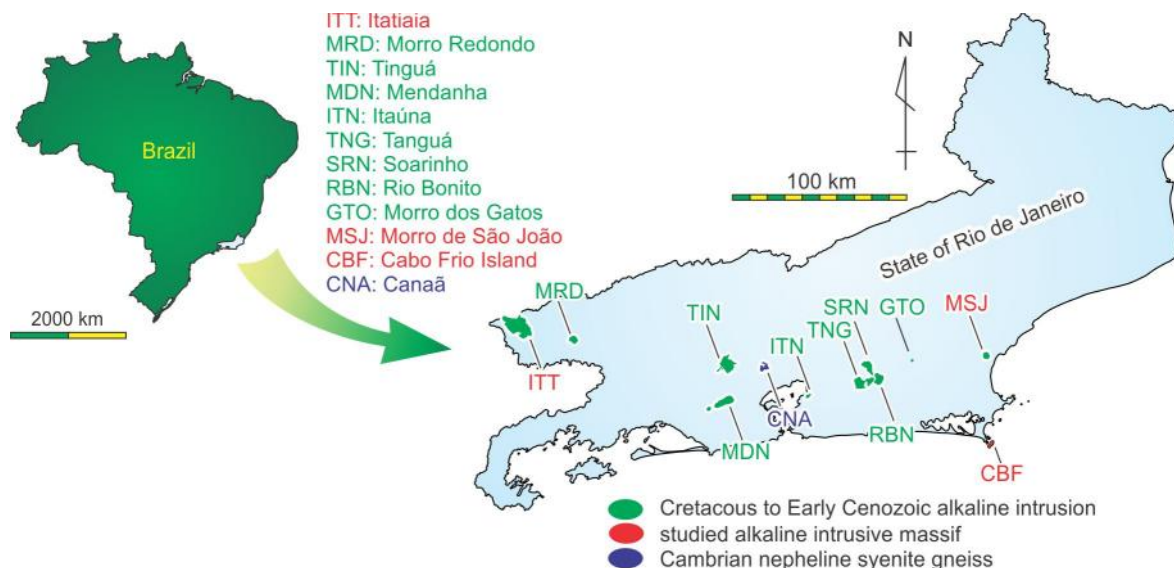 ITT: Itatiaia
MRD: Morro Redondo
TIN: Tinguá
MDN: Mendanha
ITN: Itaúna
TNG: Tanguá
SRN: Soarinho
RBN: Rio Bonito
GTO: Morro dos Gatos
MSJ: Morro de São João
CBF: Cabo Frio Island
CNA: Canaã
Brazil
2000 km
N
100 km
State of Rio de Janeiro
MRD
ITT
TIN
MDN
ITN
CNA
TNG
SRN
RBN
GTO
MSJ
CBF
Cretacous to Early Cenozoic alkaline intrusion
studied alkaline intrusive massif
Cambrian nepheline syenite gneiss